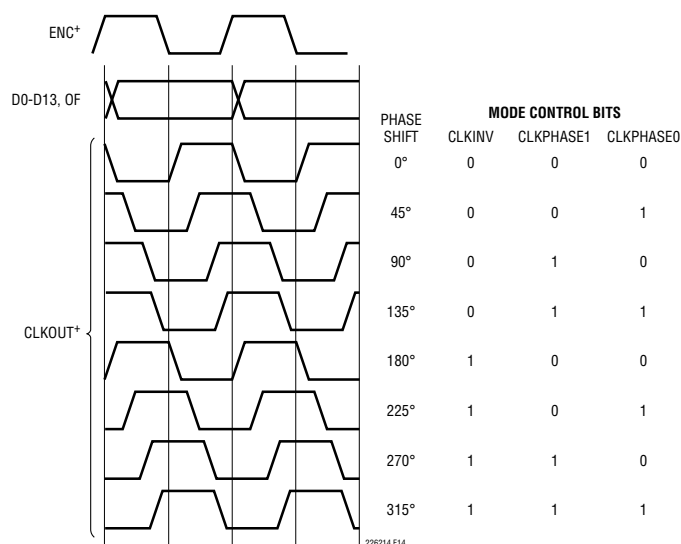 ENC+
D0-D13, OF
CLKOUT+
PHASE SHIFT
MODE CONTROL BITS
CLKINV CLKPHASE1 CLKPHASE0
0° 0 0 0
45° 0 0 1
90° 0 1 0
135° 0 1 1
180° 1 0 0
225° 1 0 1
270° 1 1 0
315° 1 1 1
226214 F14